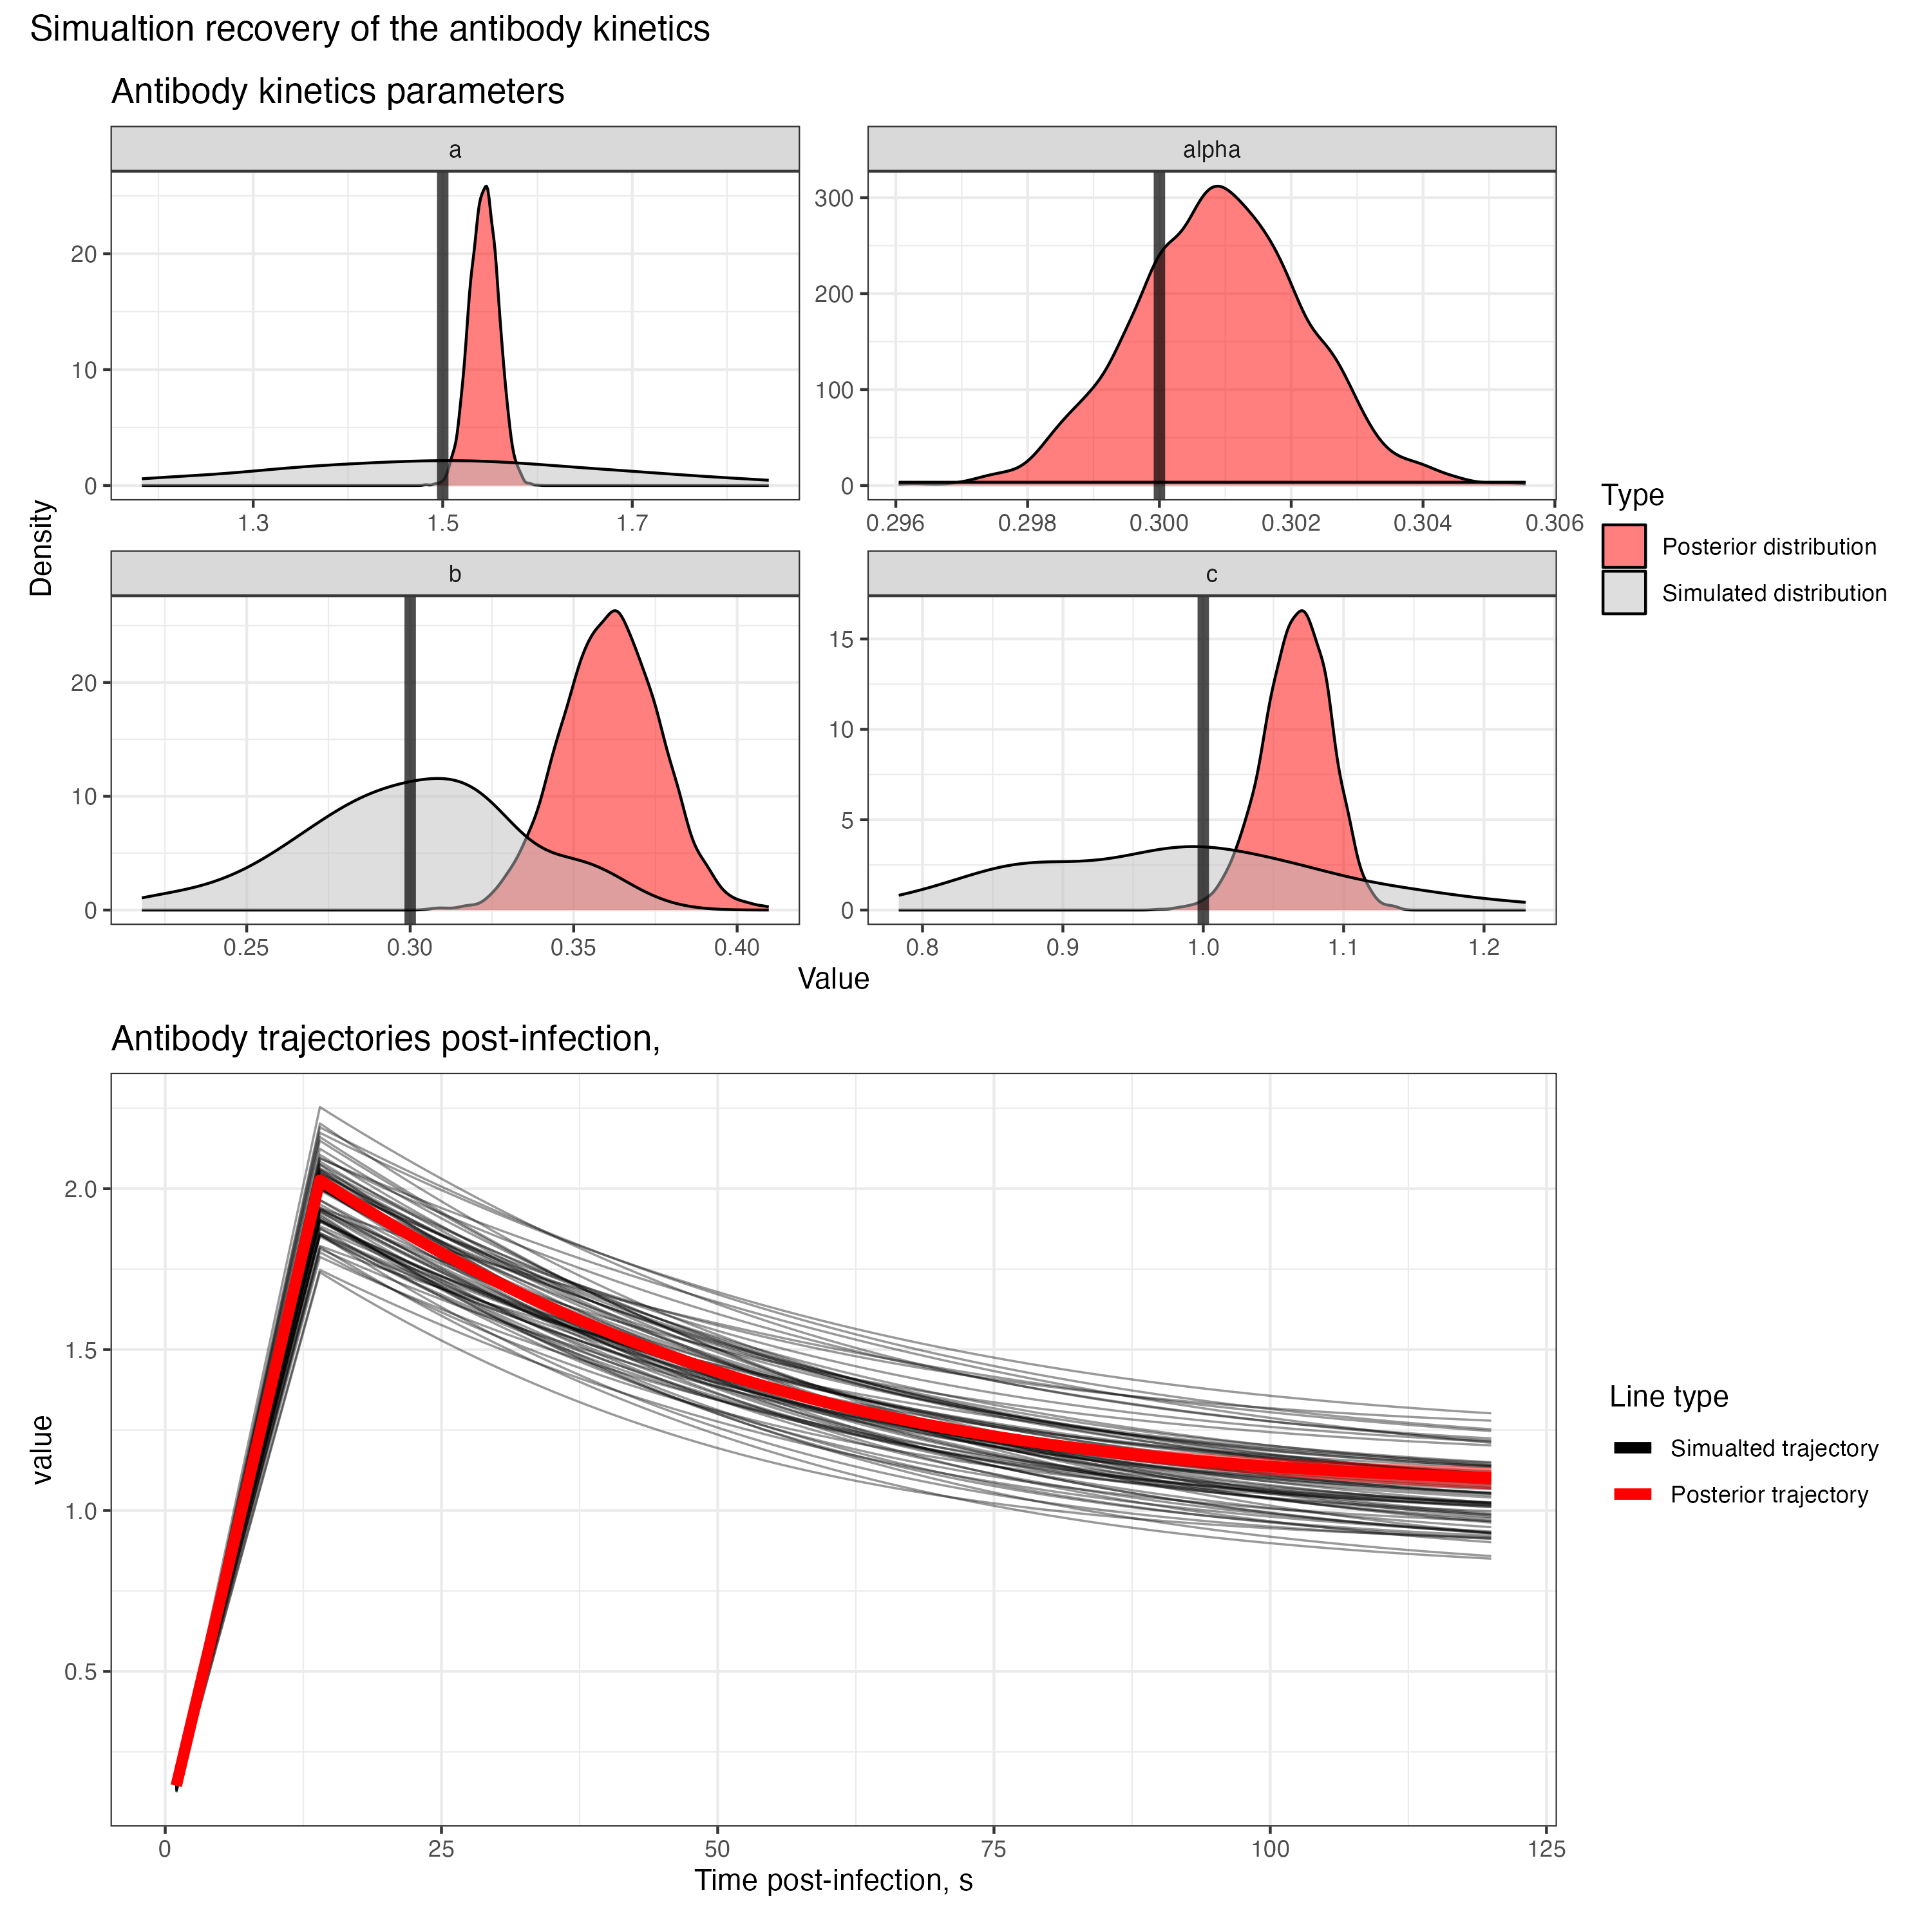 Simualtion recovery of the antibody kinetics
Antibody kinetics parameters
a
alpha
20
10
0
1.3 1.5 1.7
300
200
100
0
0.296 0.298 0.300 0.302 0.304 0.306
Density
b
c
20
10
0
0.25 0.30 0.35 0.40
15
10
5
0
0.8 0.9 1.0 1.1 1.2
Value
Type
Posterior distribution
Simulated distribution
Antibody trajectories post-infection,
value
2.0
1.5
1.0
0.5
0 25 50 75 100 125
Time post-infection, s
Line type
Simualted trajectory
Posterior trajectory